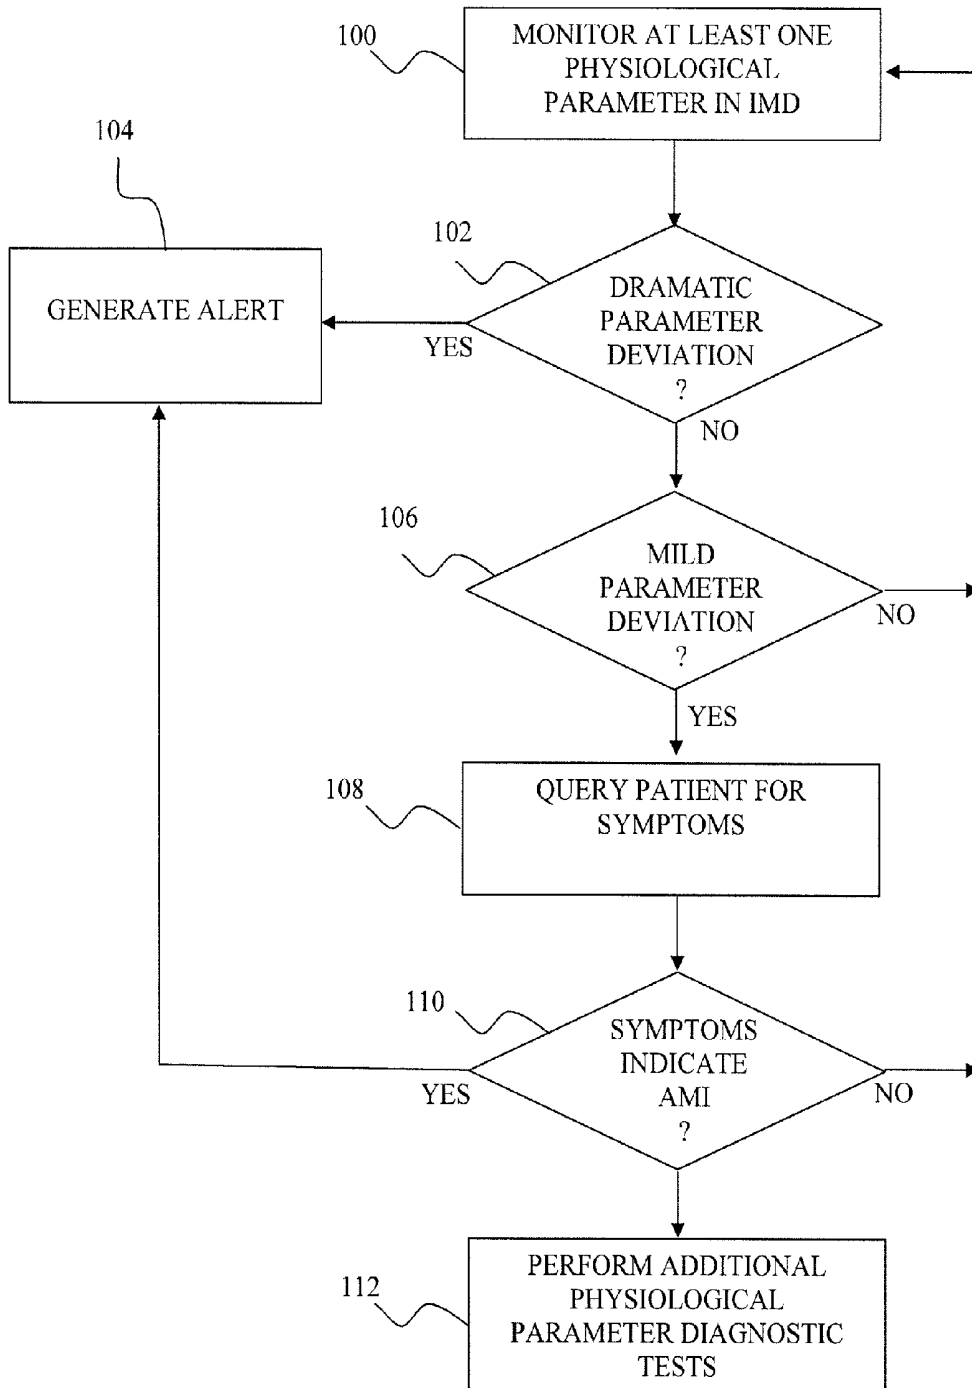 100
MONITOR AT LEAST ONE
PHYSIOLOGICAL
PARAMETER IN IMD
104
GENERATE ALERT
102
DRAMATIC
PARAMETER
DEVIATION
?
YES
NO
106
MILD
PARAMETER
DEVIATION
?
NO
YES
108
QUERY PATIENT FOR
SYMPTOMS
110
SYMPTOMS
INDICATE
AMI
?
YES
NO
112
PERFORM ADDITIONAL
PHYSIOLOGICAL
PARAMETER DIAGNOSTIC
TESTS